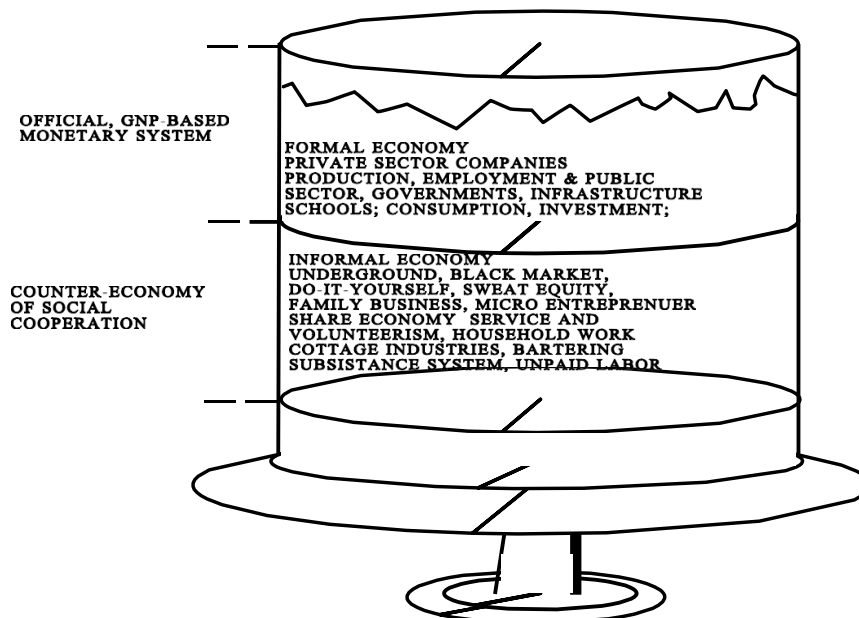 OFFICIAL, GNP-BASED
MONETARY SYSTEM
FORMAL ECONOMY
PRIVATE SECTOR COMPANIES
PRODUCTION, EMPLOYMENT & PUBLIC
SECTOR, GOVERNMENTS, INFRASTRUCTURE
SCHOOLS; CONSUMPTION, INVESTMENT;
COUNTER-ECONOMY
OF SOCIAL
COOPERATION
INFORMAL ECONOMY
UNDERGROUND, BLACK MARKET,
DO-IT-YOURSELF, SWEAT EQUITY,
FAMILY BUSINESS, MICRO ENTREPRENUER
SHARE ECONOMY SERVICE AND
VOLUNTEERISM, HOUSEHOLD WORK
COTTAGE INDUSTRIES, BARTERING
SUBSISTANCE SYSTEM, UNPAID LABOR